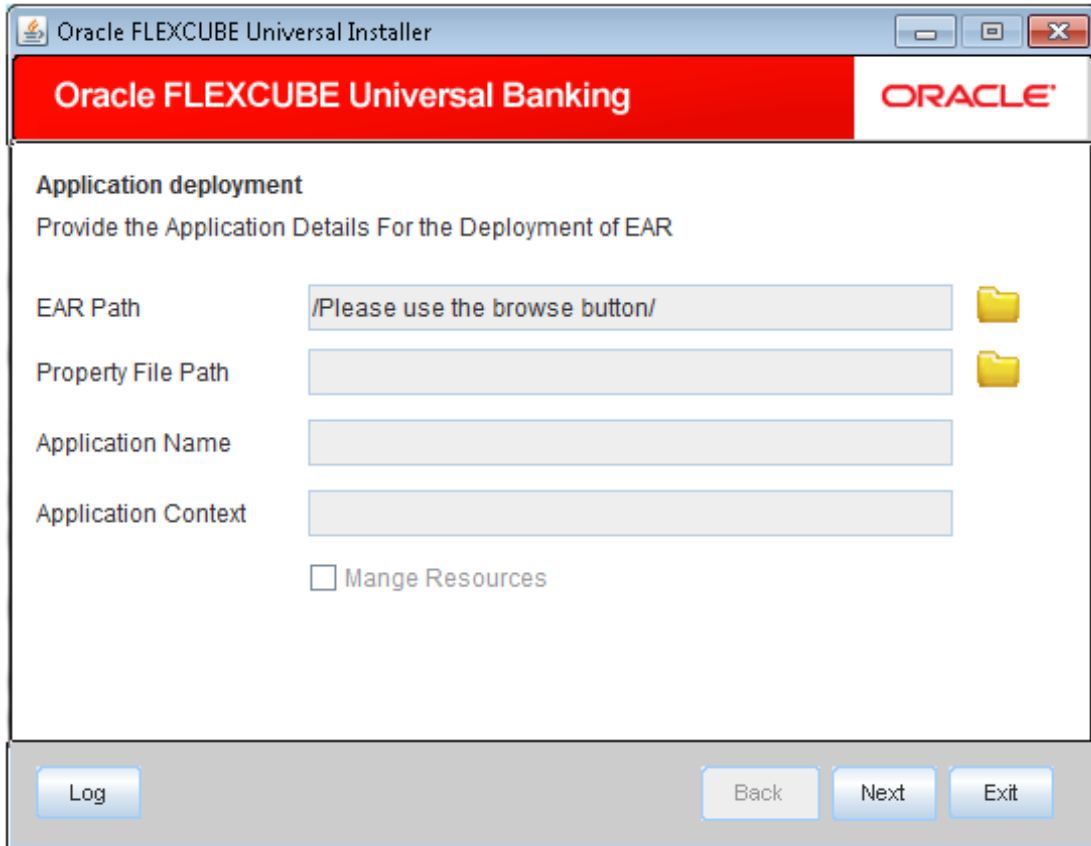 Oracle FLEXCUBE Universal Installer
Oracle FLEXCUBE Universal Banking
ORACLE
Application deployment
Provide the Application Details For the Deployment of EAR
EAR Path
/Please use the browse button/
Property File Path
Application Name
Application Context
Mange Resources
Log
Back
Next
Exit